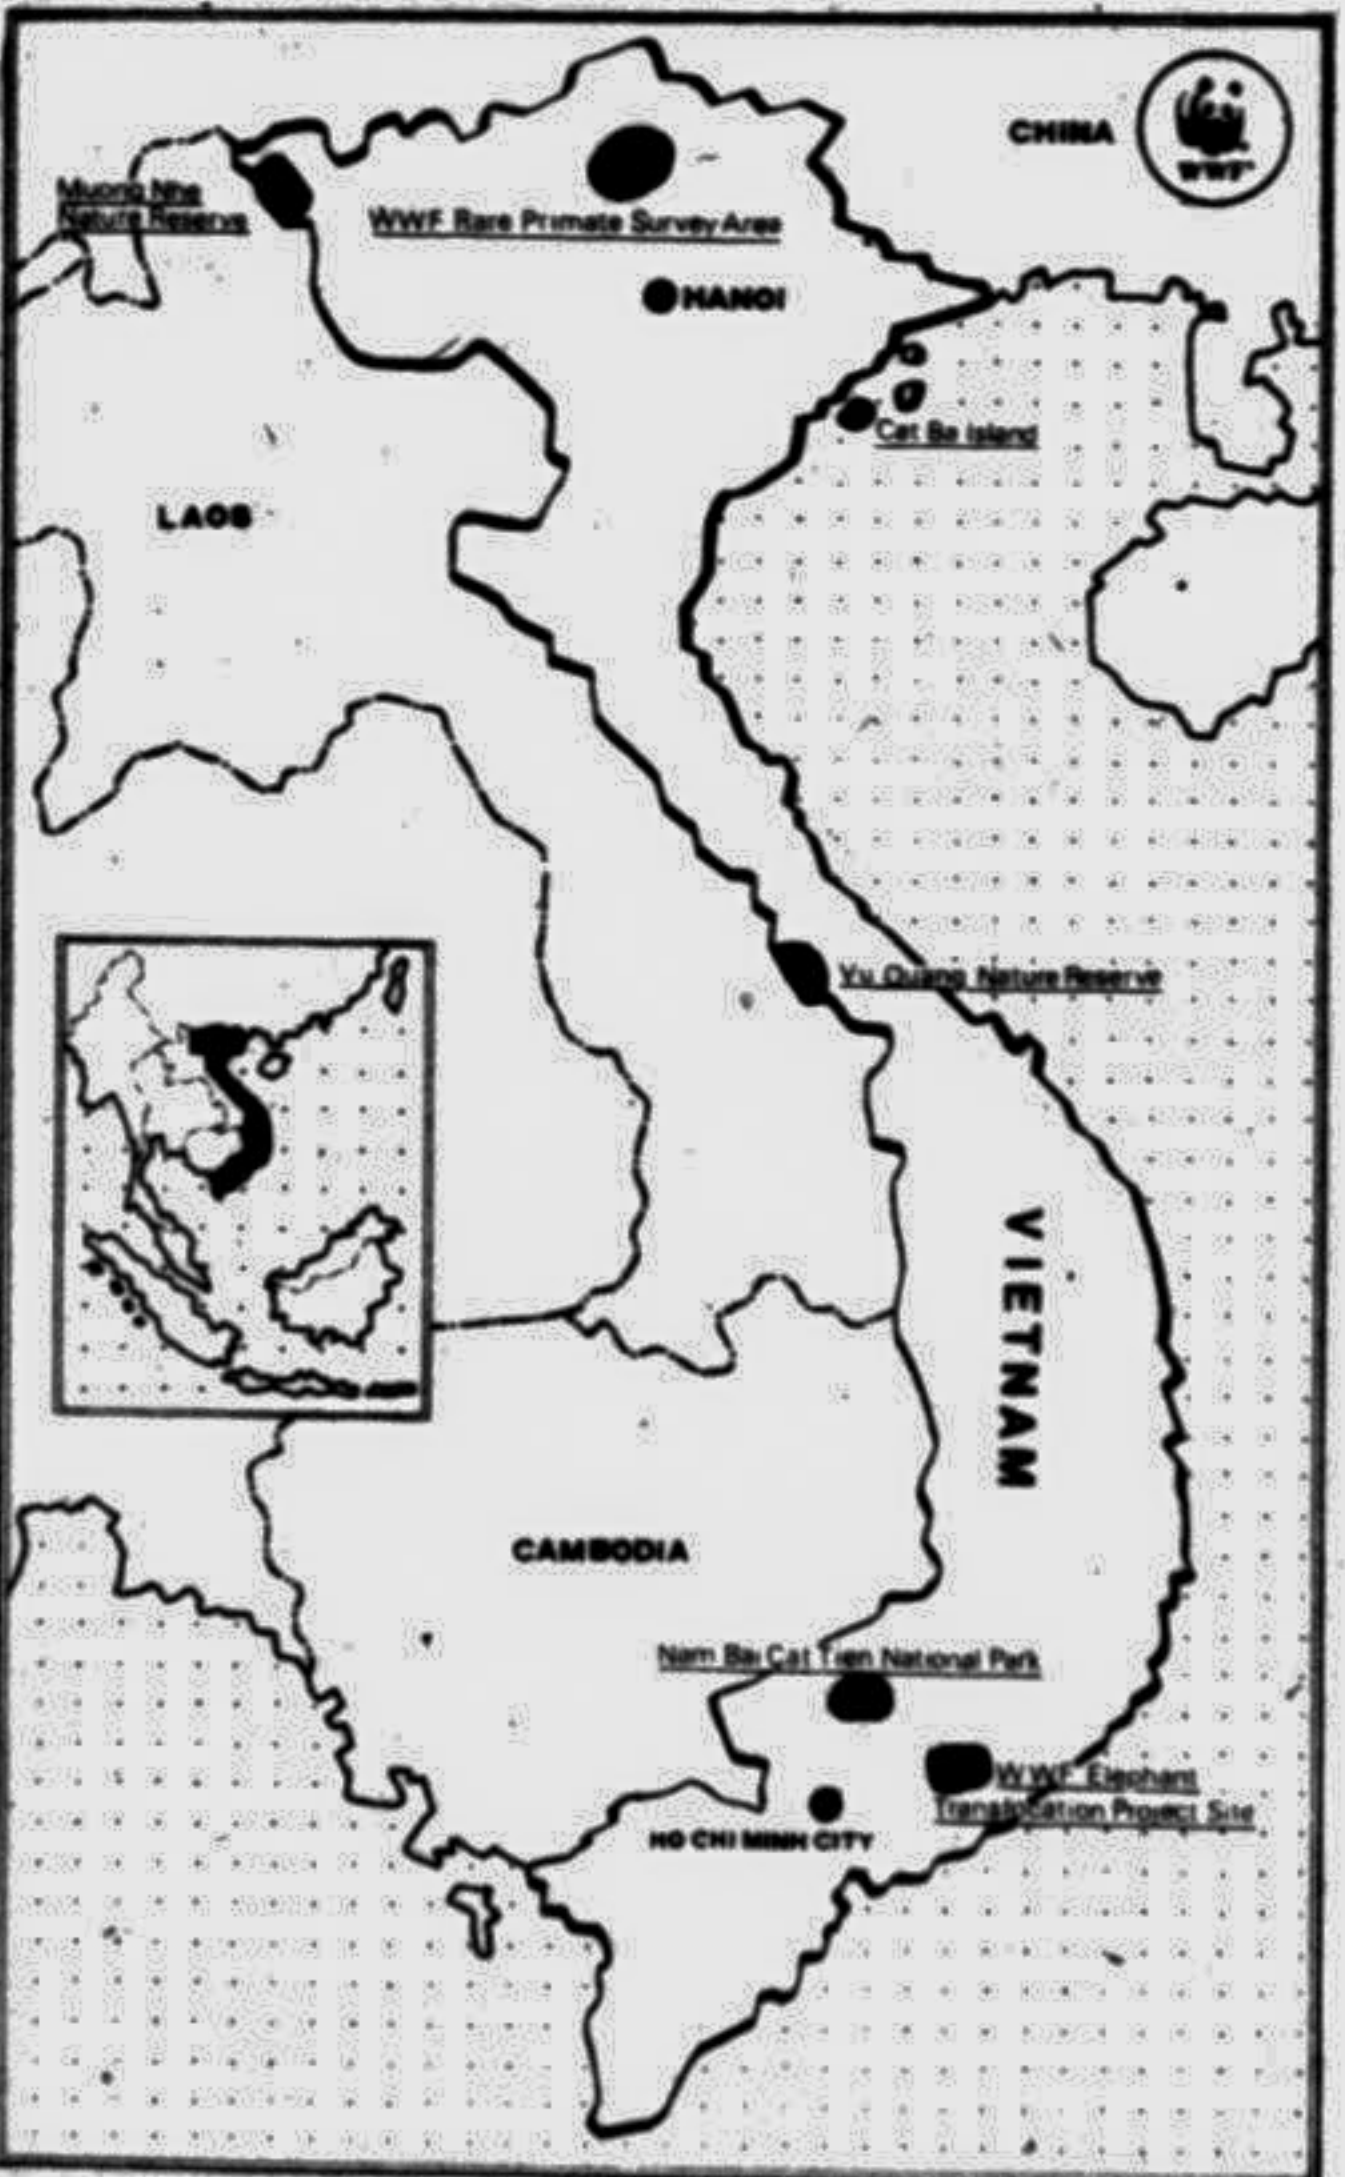 CHINA
WWF
Muong Nhe
Nature Reserve
WWF Rare Primate Survey Area
HANOI
Cat Ba Island
LAOS
Vu Quang Nature Reserve
VIETNAM
CAMBODIA
Nam Bai Cat Tien National Park
WWF Elephant
Translocation Project Site
HO CHI MINH CITY